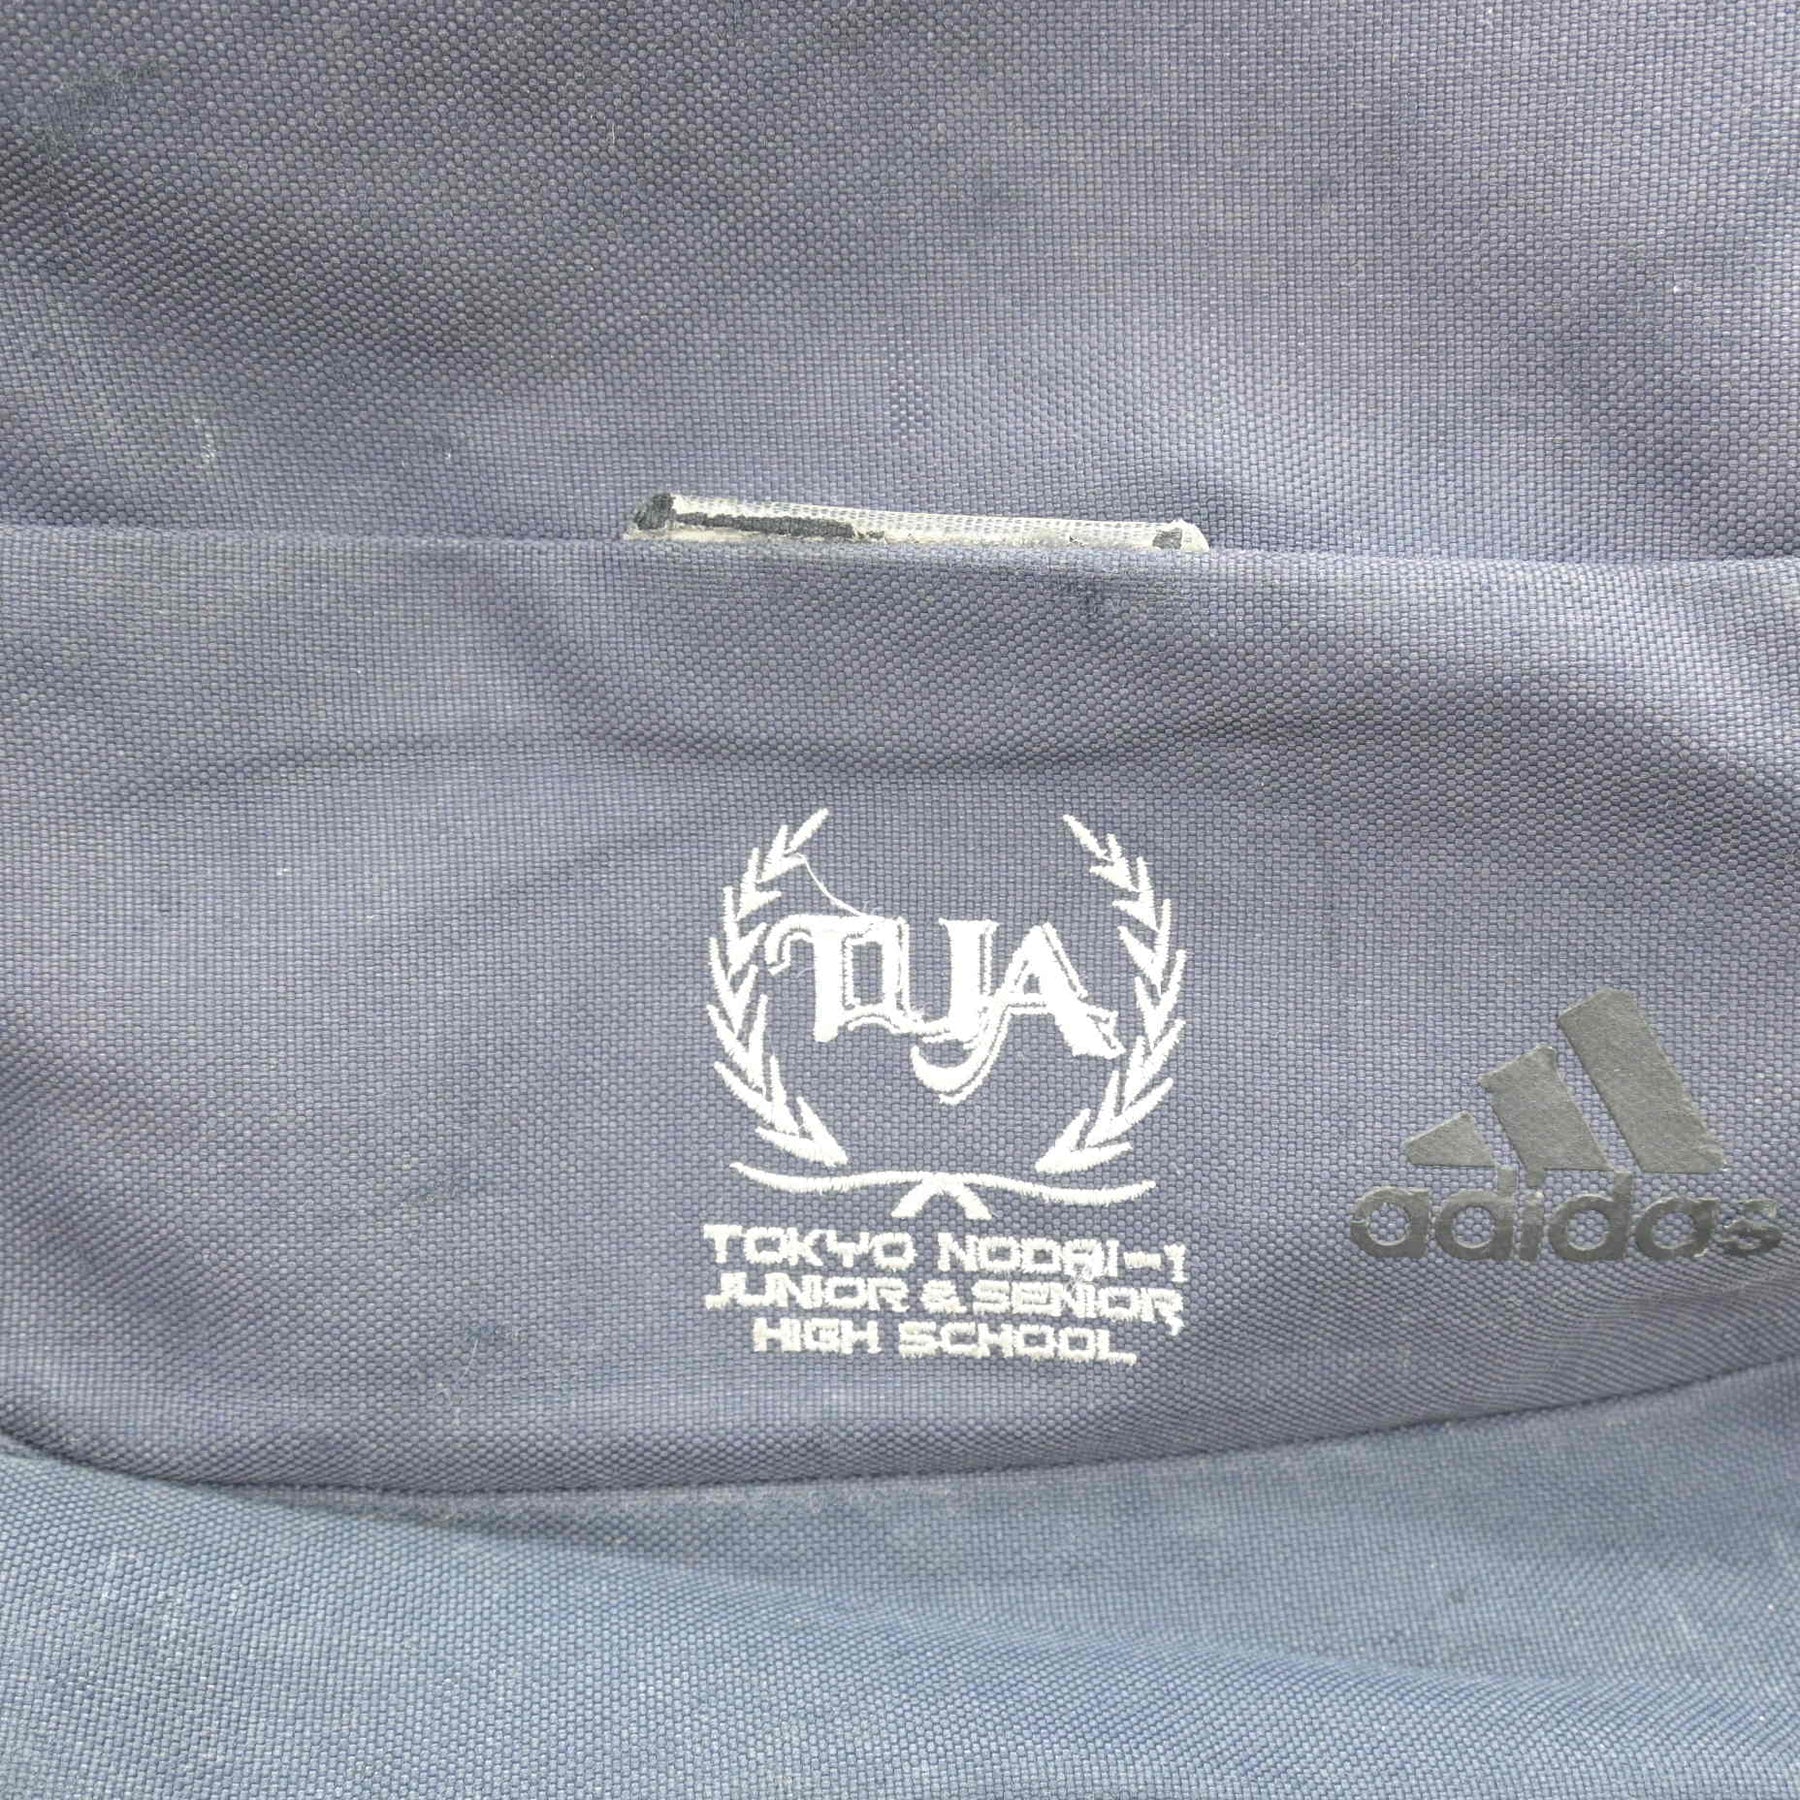 TUA
adidas
TOKYO NODAI-1
JUNIOR & SENIOR
HIGH SCHOOL